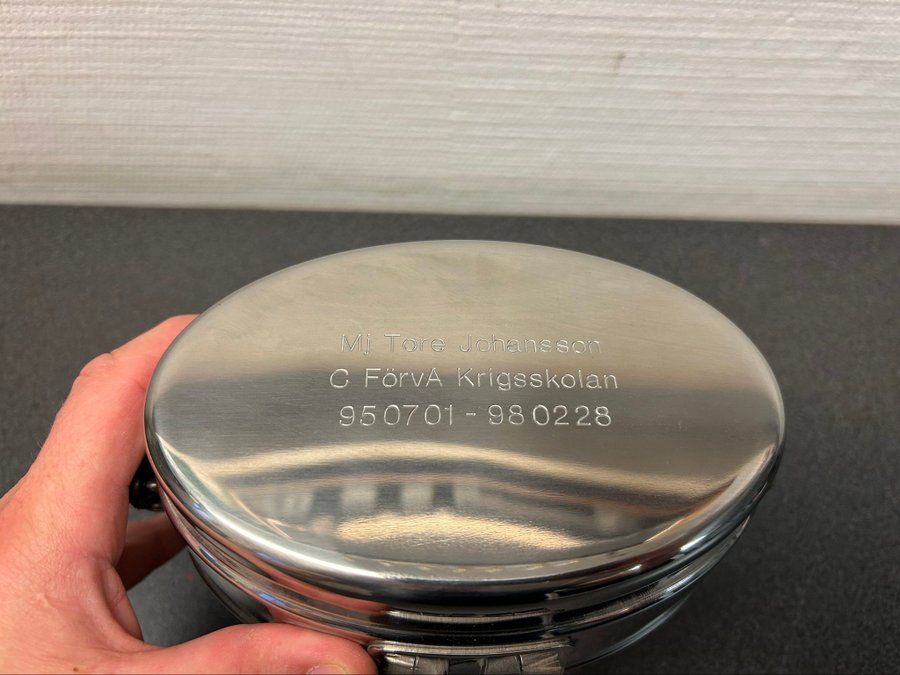 Mj Tore Johansson
C FörvA Krigsskolan
950701 - 980228